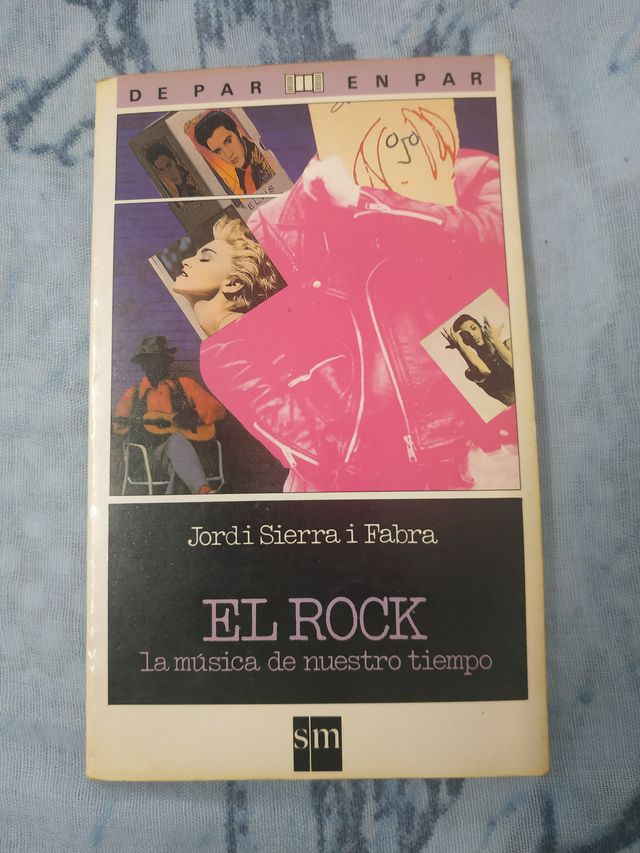 DE PAR EN PAR
ELVIS
Jordi Sierra i Fabra
EL ROCK
la música de nuestro tiempo
sm